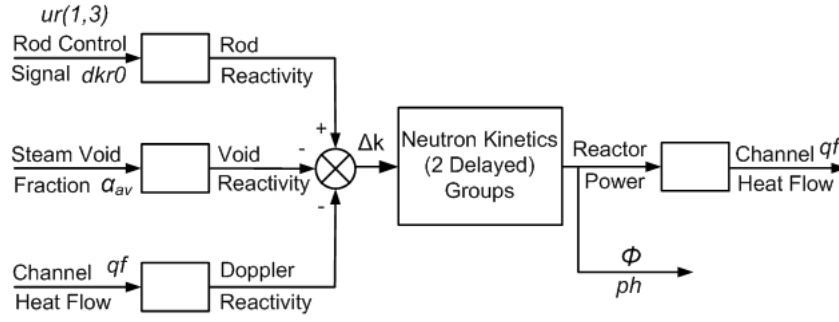 ur(1,3)
Rod Control
Signal dkr0
Rod
Reactivity
+
Steam Void
Fraction αav
Void
Reactivity
-
Δk
Neutron Kinetics
(2 Delayed)
Groups
Reactor
Power
Channel qf
Heat Flow
-
Channel qf
Heat Flow
Doppler
Reactivity
Φ
ph